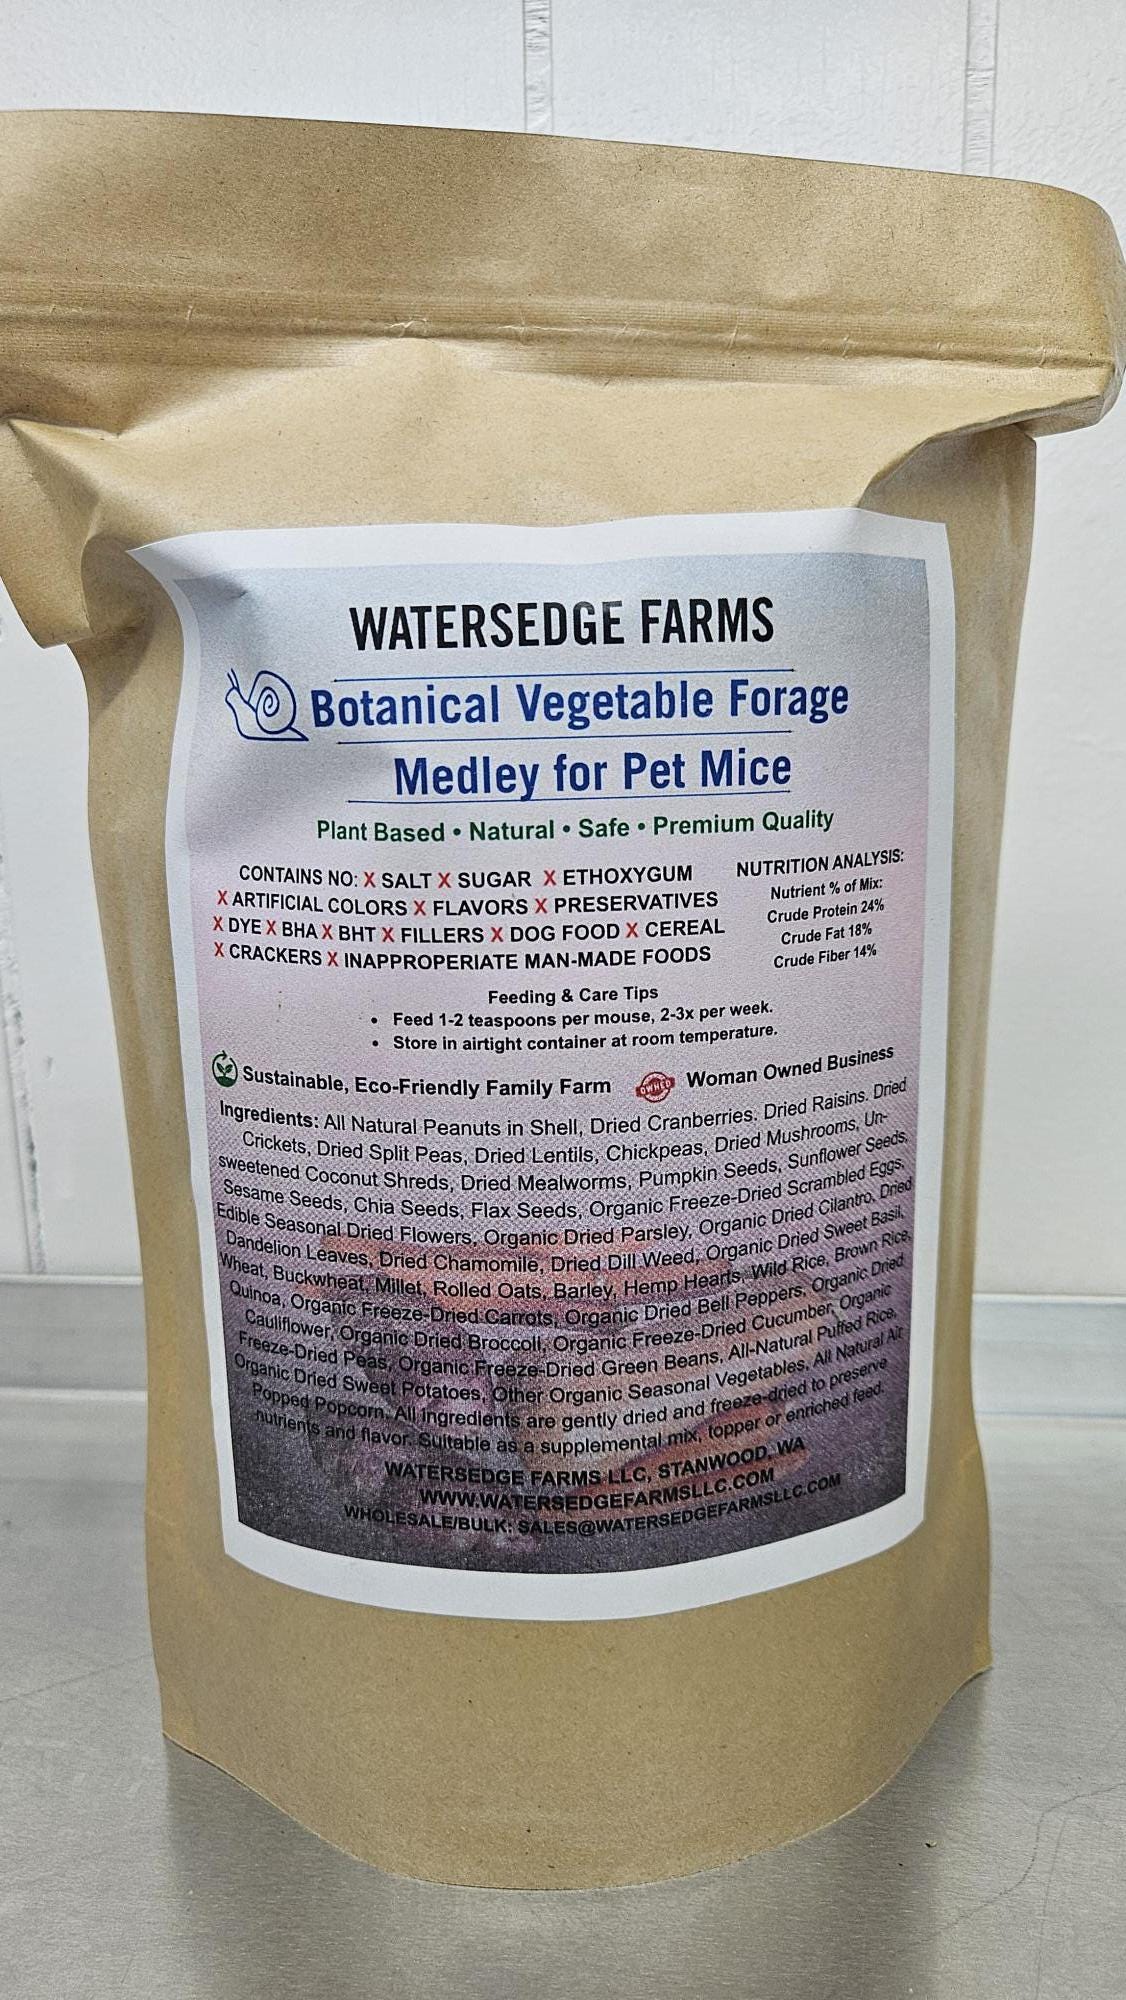 WATERSEDGE FARMS
Botanical Vegetable Forage
Medley for Pet Mice
Plant Based • Natural • Safe • Premium Quality
CONTAINS NO: X SALT X SUGAR X ETHOXYGUM
X ARTIFICIAL COLORS X FLAVORS X PRESERVATIVES
X DYE X BHA X BHT X FILLERS X DOG FOOD X CEREAL
X CRACKERS X INAPPROPERIATE MAN-MADE FOODS
NUTRITION ANALYSIS:
Nutrient % of Mix:
Crude Protein 24%
Crude Fat 18%
Crude Fiber 14%
Feeding & Care Tips
• Feed 1-2 teaspoons per mouse, 2-3x per week.
• Store in airtight container at room temperature.
Sustainable, Eco-Friendly Family Farm
OWNED
Woman Owned Business
Ingredients: All Natural Peanuts in Shell, Dried Cranberries. Dried Raisins. Dried
Crickets, Dried Split Peas, Dried Lentils, Chickpeas, Dried Mushrooms, Un-
sweetened Coconut Shreds, Dried Mealworms, Pumpkin Seeds, Sunflower Seeds,
Sesame Seeds, Chia Seeds, Flax Seeds, Organic Freeze-Dried Scrambled Eggs,
Edible Seasonal Dried Flowers, Organic Dried Parsley, Organic Dried Cilantro, Dried
Dandelion Leaves, Dried Chamomile, Dried Dill Weed, Organic Dried Sweet Basil,
Wheat, Buckwheat, Millet, Rolled Oats, Barley, Hemp Hearts, Wild Rice, Brown Rice,
Quinoa, Organic Freeze-Dried Carrots, Organic Dried Bell Peppers, Organic Dried
Cauliflower, Organic Dried Broccoli, Organic Freeze-Dried Cucumber, Organic
Freeze-Dried Peas, Organic Freeze-Dried Green Beans, All-Natural Puffed Rice,
Organic Dried Sweet Potatoes, Other Organic Seasonal Vegetables, All Natural Air
Popped Popcorn. All ingredients are gently dried and freeze-dried to preserve
nutrients and flavor. Suitable as a supplemental mix, topper or enriched feed.
WATERSEDGE FARMS LLC, STANWOOD, WA
WWW.WATERSEDGEFARMSLLC.COM
WHOLESALE/BULK: SALES@WATERSEDGEFARMSLLC.COM